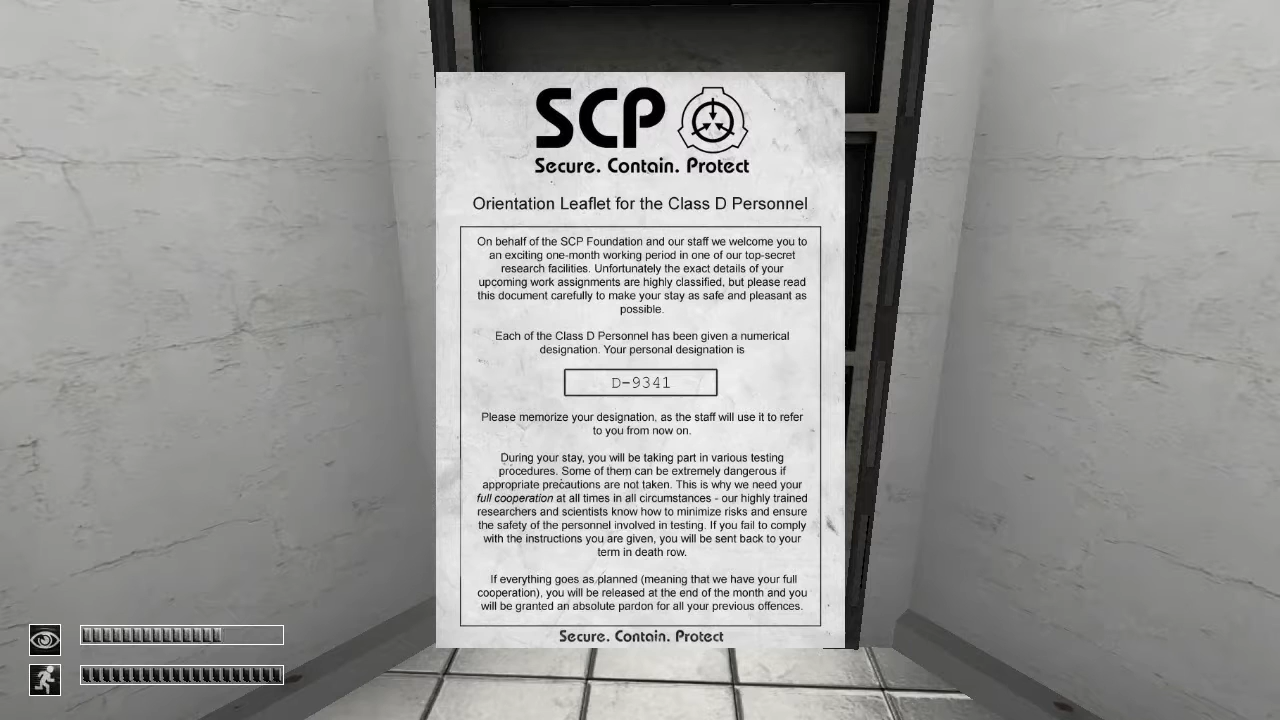 SCP
Secure. Contain. Protect
Orientation Leaflet for the Class D Personnel
On behalf of the SCP Foundation and our staff we welcome you to
an exciting one-month working period in one of our top-secret
research facilities. Unfortunately the exact details of your
upcoming work assignments are highly classified, but please read
this document carefully to make your stay as safe and pleasant as
possible.
Each of the Class D Personnel has been given a numerical
designation. Your personal designation is
D-9341
Please memorize your designation, as the staff will use it to refer
to you from now on.
During your stay, you will be taking part in various testing
procedures. Some of them can be extremely dangerous if
appropriate precautions are not taken. This is why we need your
full cooperation at all times in all circumstances - our highly trained
researchers and scientists know how to minimize risks and ensure
the safety of the personnel involved in testing. If you fail to comply
with the instructions you are given, you will be sent back to your
term in death row.
If everything goes as planned (meaning that we have your full
cooperation), you will be released at the end of the month and you
will be granted an absolute pardon for all your previous offences.
Secure. Contain. Protect